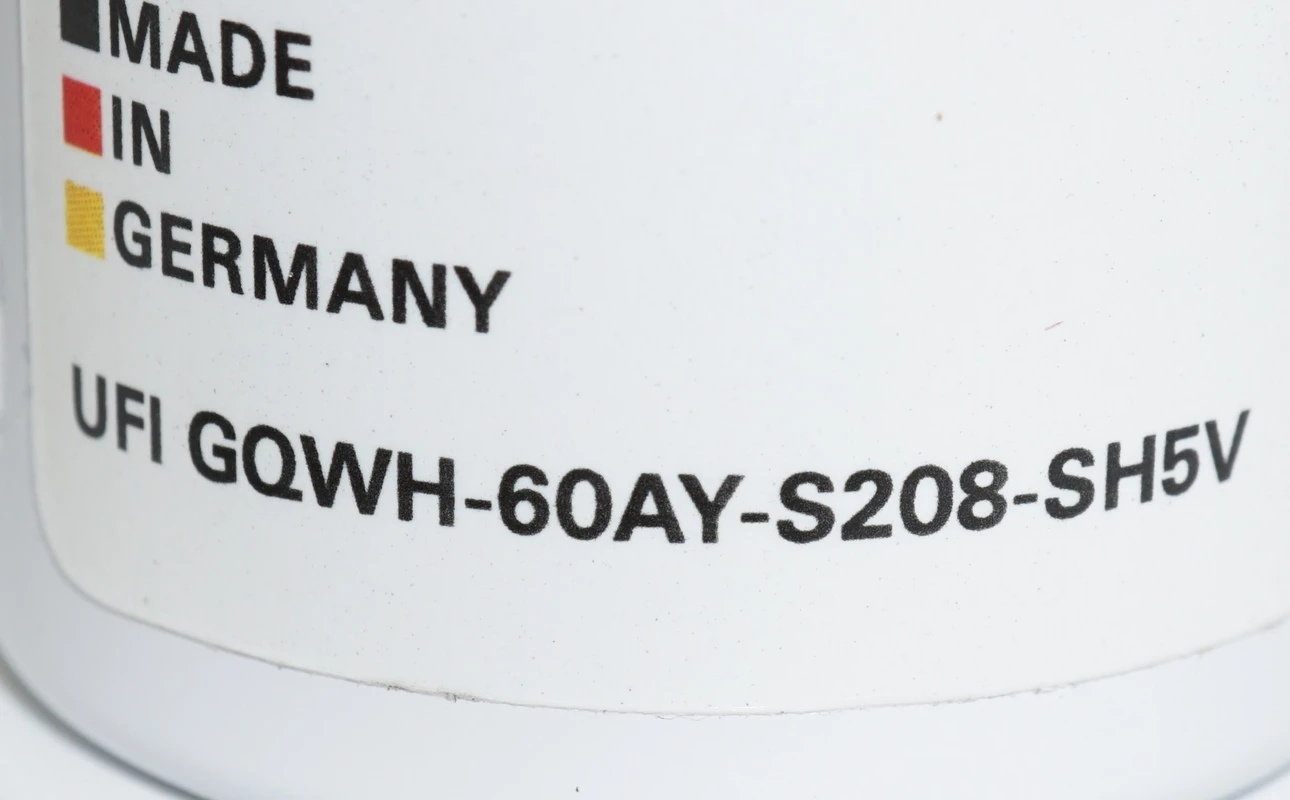 MADE
IN
GERMANY
UFI GQWH-60AY-S208-SH5V